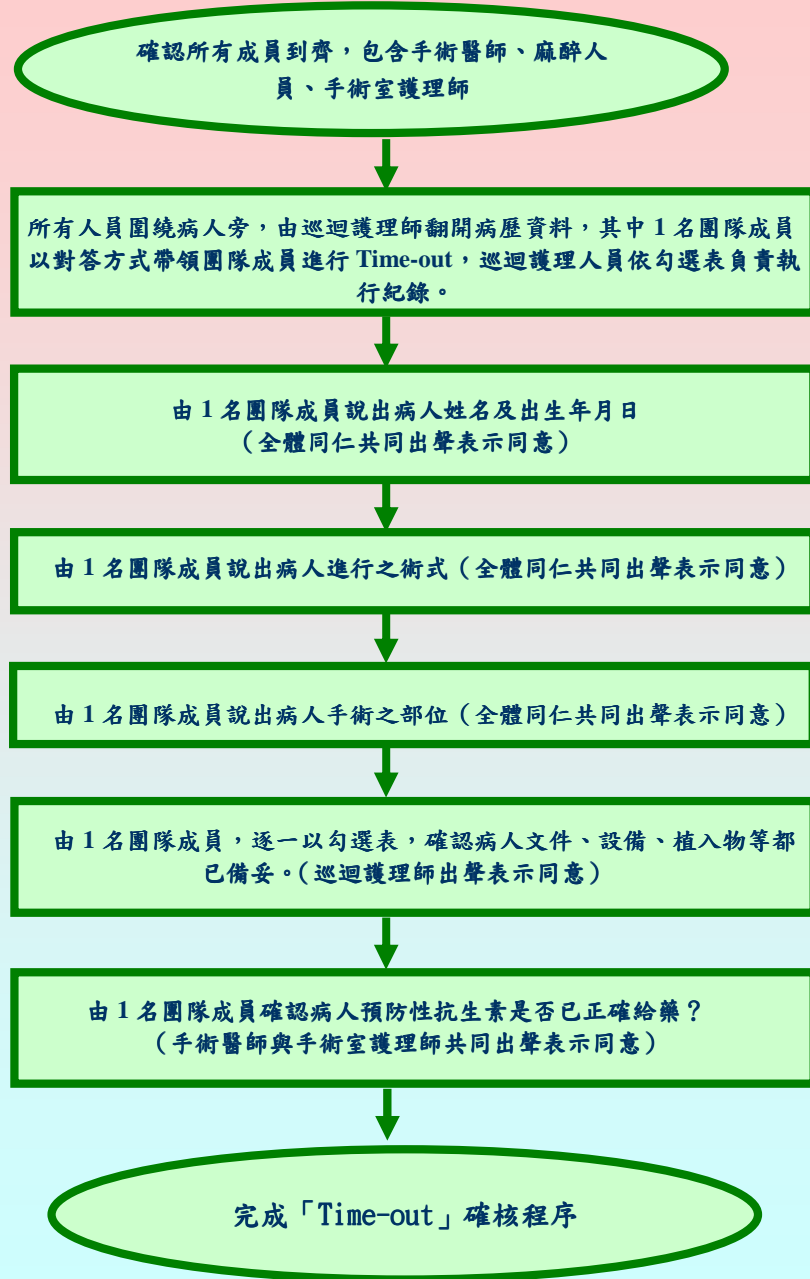 確認所有成員到齊，包含手術醫師、麻醉人
員、手術室護理師
所有人員圍繞病人旁，由巡迴護理師翻開病歷資料，其中 1 名團隊成員
以對答方式帶領團隊成員進行 Time-out，巡迴護理人員依勾選表負責執
行紀錄。
由 1 名團隊成員說出病人姓名及出生年月日
（全體同仁共同出聲表示同意）
由 1 名團隊成員說出病人進行之術式（全體同仁共同出聲表示同意）
由 1 名團隊成員說出病人手術之部位（全體同仁共同出聲表示同意）
由 1 名團隊成員，逐一以勾選表，確認病人文件、設備、植入物等都
已備妥。（巡迴護理師出聲表示同意）
由 1 名團隊成員確認病人預防性抗生素是否已正確給藥？
（手術醫師與手術室護理師共同出聲表示同意）
完成「Time-out」確核程序